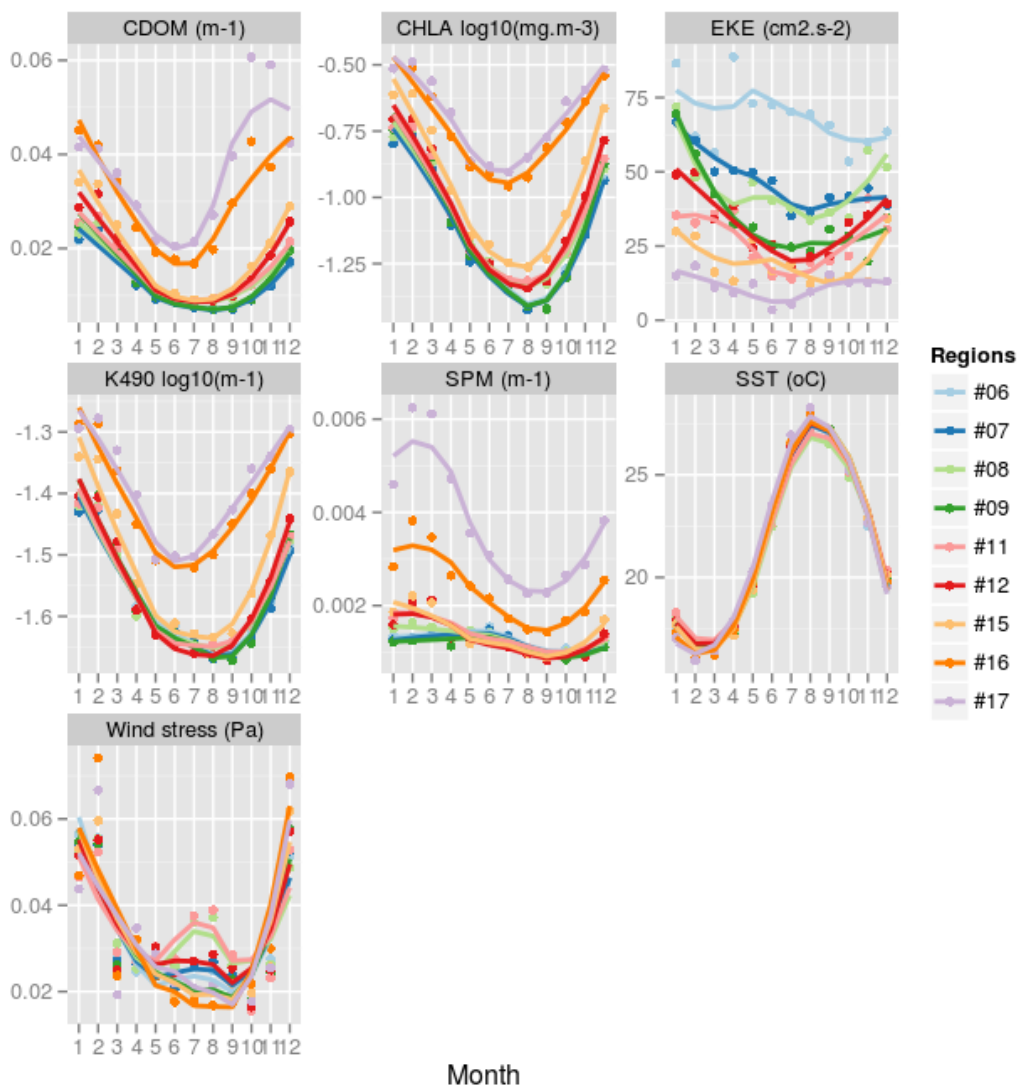 CDOM (m-1) CHLA log10(mg.m-3) EKE (cm2.s-2)
0.06
0.04
0.02
-0.50
-0.75
-1.00
-1.25
75
50
25
0
1 2 3 4 5 6 7 8 9 10 11 12
1 2 3 4 5 6 7 8 9 10 11 12
1 2 3 4 5 6 7 8 9 10 11 12
K490 log10(m-1) SPM (m-1) SST (oC)
-1.3
-1.4
-1.5
-1.6
0.006
0.004
0.002
25
20
1 2 3 4 5 6 7 8 9 10 11 12
1 2 3 4 5 6 7 8 9 10 11 12
1 2 3 4 5 6 7 8 9 10 11 12
Regions
#06
#07
#08
#09
#11
#12
#15
#16
#17
Wind stress (Pa)
0.06
0.04
0.02
1 2 3 4 5 6 7 8 9 10 11 12
Month